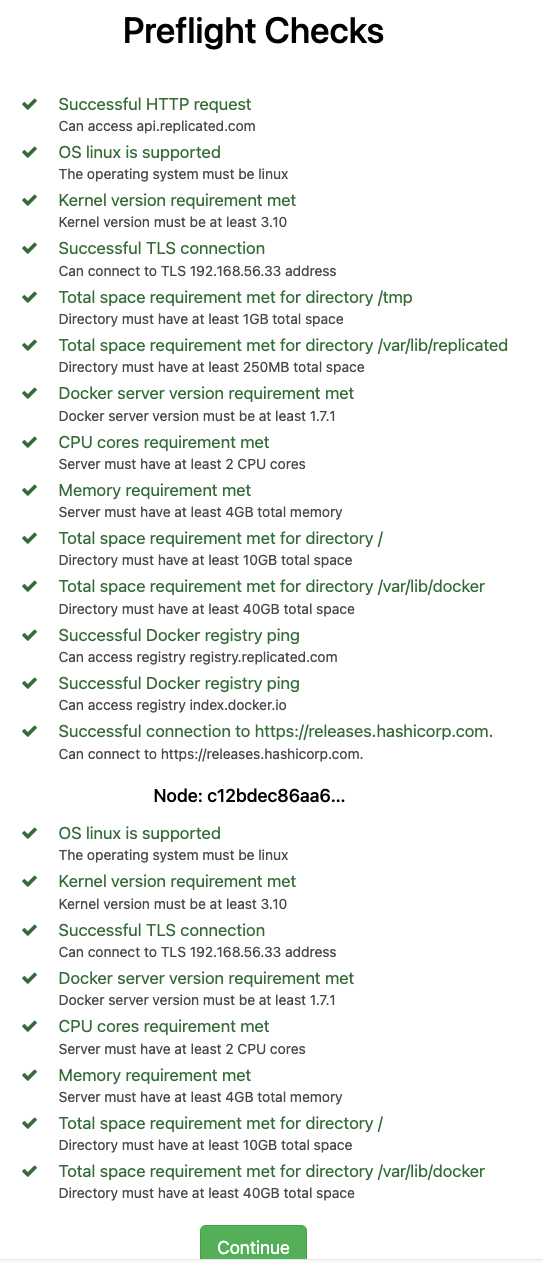 Preflight Checks
Successful HTTP request
Can access api.replicated.com
OS linux is supported
The operating system must be linux
Kernel version requirement met
Kernel version must be at least 3.10
Successful TLS connection
Can connect to TLS 192.168.56.33 address
Total space requirement met for directory /tmp
Directory must have at least 1GB total space
Total space requirement met for directory /var/lib/replicated
Directory must have at least 250MB total space
Docker server version requirement met
Docker server version must be at least 1.7.1
CPU cores requirement met
Server must have at least 2 CPU cores
Memory requirement met
Server must have at least 4GB total memory
Total space requirement met for directory /
Directory must have at least 10GB total space
Total space requirement met for directory /var/lib/docker
Directory must have at least 40GB total space
Successful Docker registry ping
Can access registry registry.replicated.com
Successful Docker registry ping
Can access registry index.docker.io
Successful connection to https://releases.hashicorp.com.
Can connect to https://releases.hashicorp.com.
Node: c12bdec86aa6...
OS linux is supported
The operating system must be linux
Kernel version requirement met
Kernel version must be at least 3.10
Successful TLS connection
Can connect to TLS 192.168.56.33 address
Docker server version requirement met
Docker server version must be at least 1.7.1
CPU cores requirement met
Server must have at least 2 CPU cores
Memory requirement met
Server must have at least 4GB total memory
Total space requirement met for directory /
Directory must have at least 10GB total space
Total space requirement met for directory /var/lib/docker
Directory must have at least 40GB total space
Continue